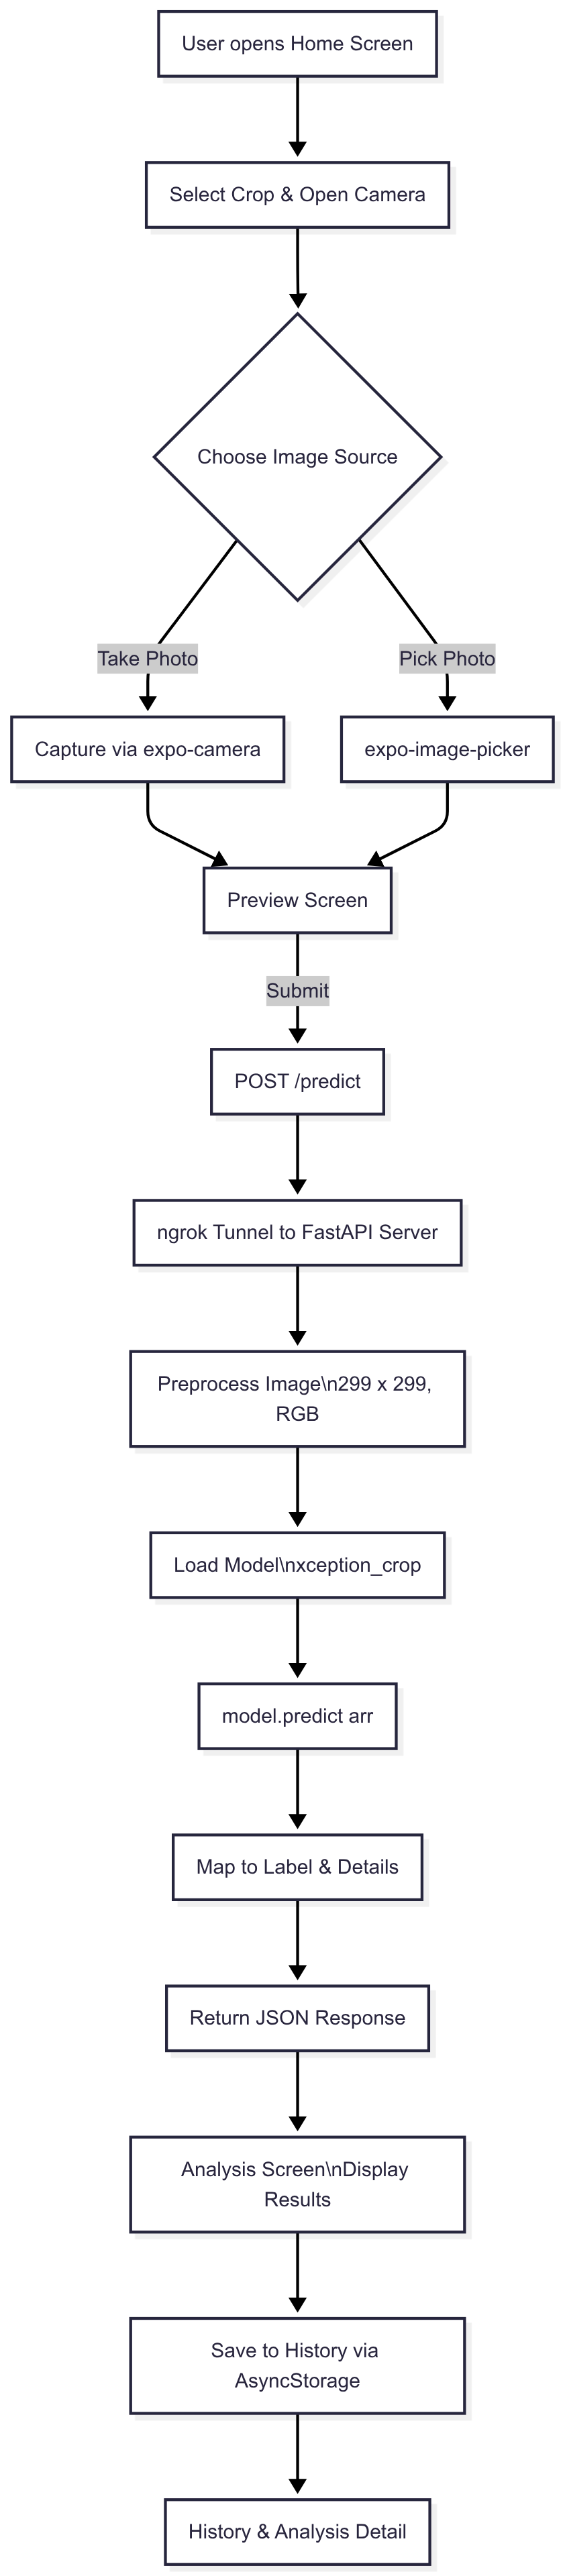 User opens Home Screen
Select Crop & Open Camera
Choose Image Source
Take Photo
Pick Photo
Capture via expo-camera
expo-image-picker
Preview Screen
Submit
POST /predict
ngrok Tunnel to FastAPI Server
Preprocess Image\n299 x 299,
RGB
Load Model\nxception_crop
model.predict arr
Map to Label & Details
Return JSON Response
Analysis Screen\nDisplay
Results
Save to History via
AsyncStorage
History & Analysis Detail